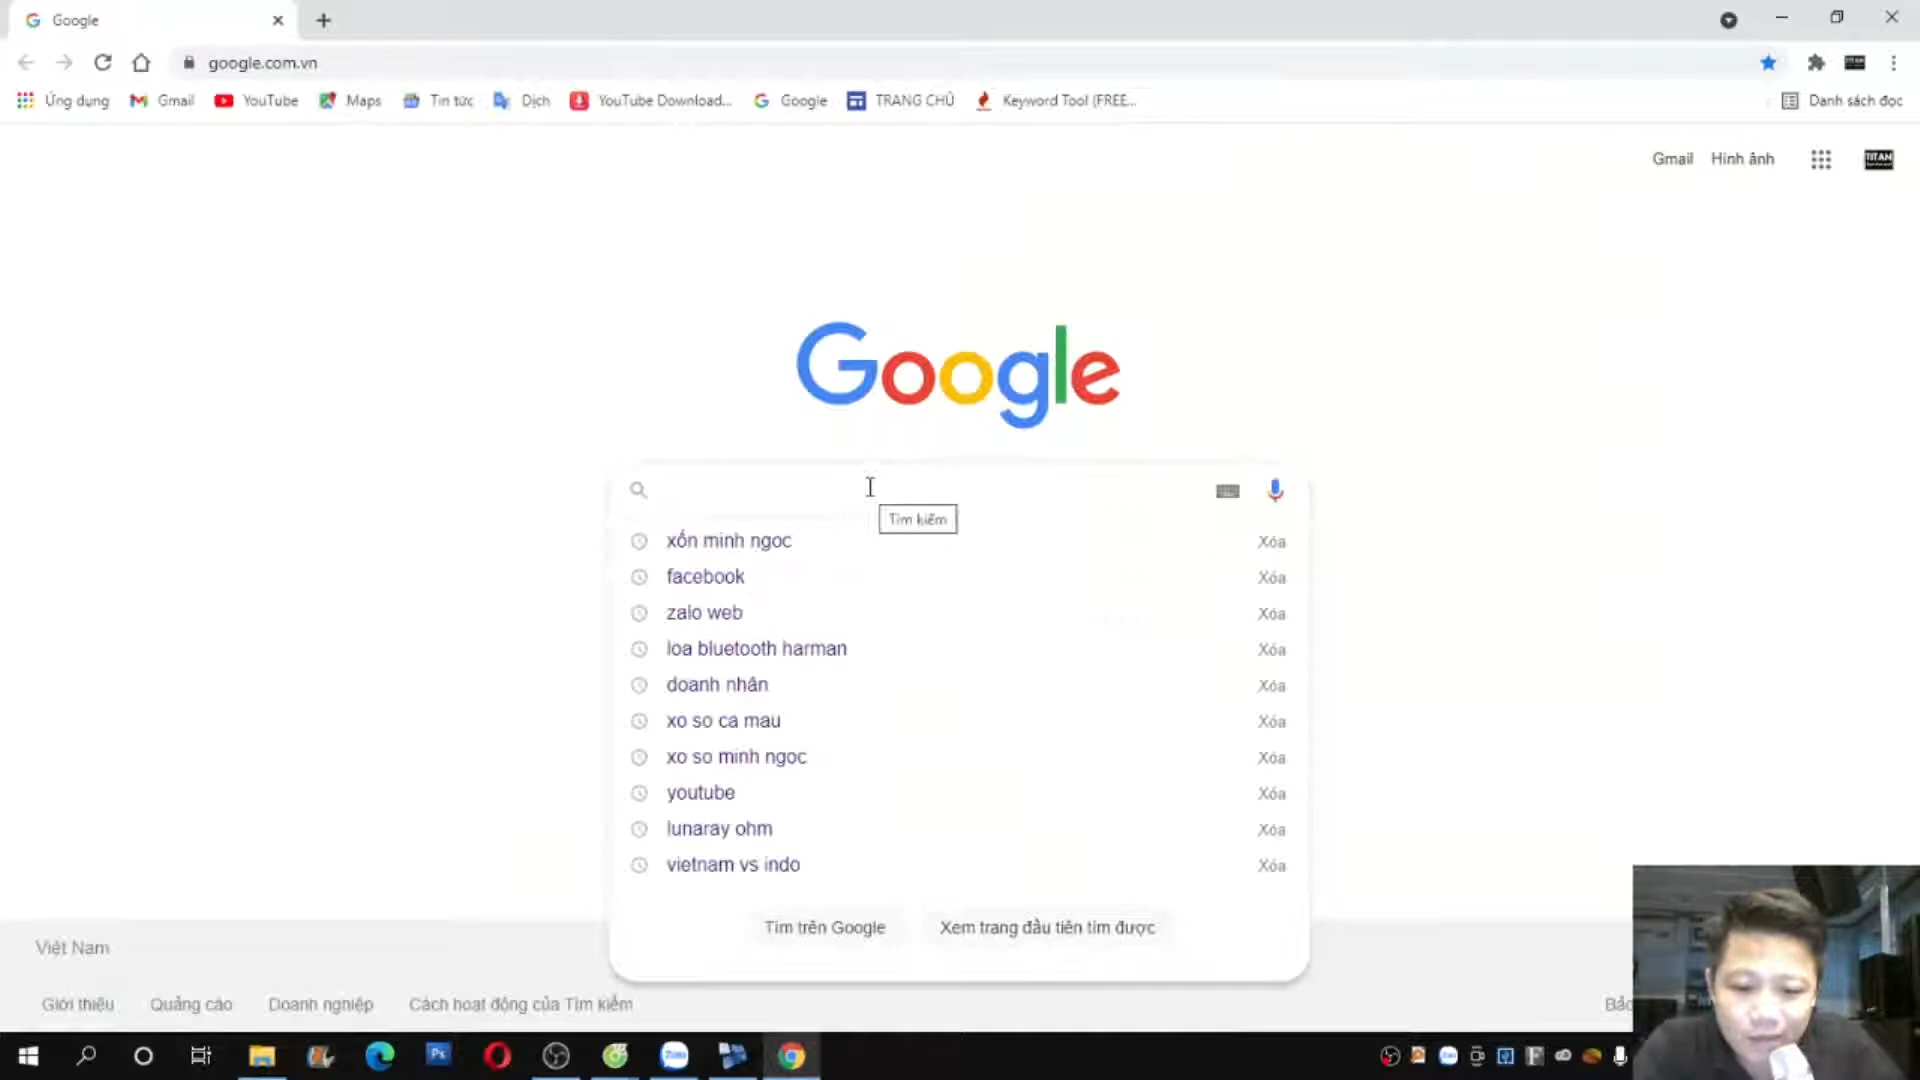 Google
google.com.vn
Ứng dụng Gmail YouTube Maps Tin tức Dịch YouTube Download... Google TRANG CHỦ Keyword Tool (FREE... Danh sách đọc
Gmail Hình ảnh TITAN
Google
Tìm kiếm
xốn minh ngoc Xóa
facebook Xóa
zalo web Xóa
loa bluetooth harman Xóa
doanh nhân Xóa
xo so ca mau Xóa
xo so minh ngoc Xóa
youtube Xóa
lunaray ohm Xóa
vietnam vs indo Xóa
Tìm trên Google Xem trang đầu tiên tìm được
Việt Nam
Giới thiệu Quảng cáo Doanh nghiệp Cách hoạt động của Tìm kiếm
Ps Zalo